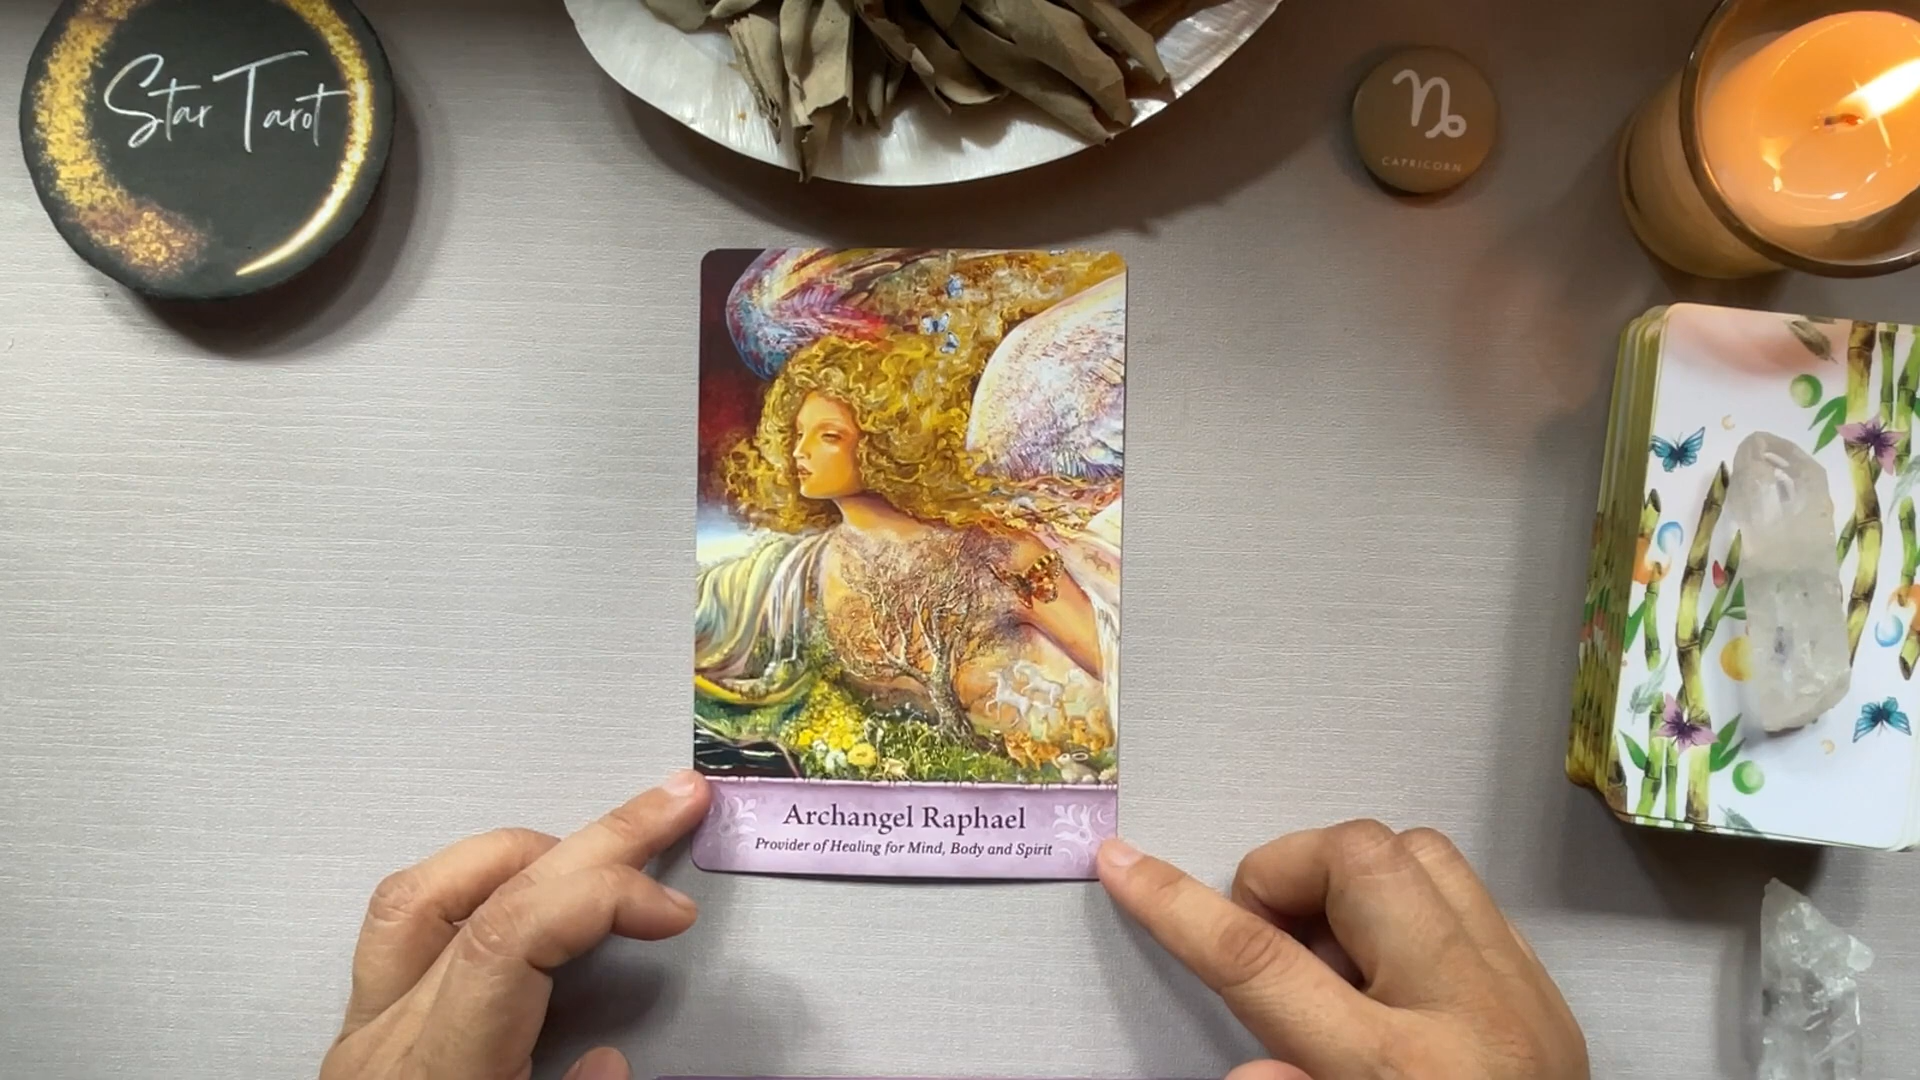 Star Tarot
CAPRICORN
Archangel Raphael
Provider of Healing for Mind, Body and Spirit